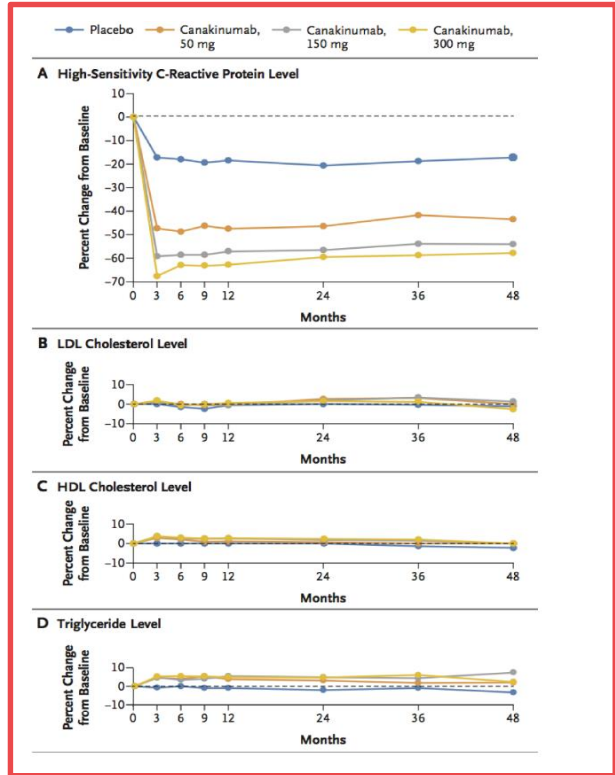 Placebo Canakinumab, 50 mg Canakinumab, 150 mg Canakinumab, 300 mg
A High-Sensitivity C-Reactive Protein Level
Percent Change from Baseline
10
0
−10
−20
−30
−40
−50
−60
−70
0 3 6 9 12 24 36 48
Months
B LDL Cholesterol Level
Percent Change from Baseline
10
0
−10
0 3 6 9 12 24 36 48
Months
C HDL Cholesterol Level
Percent Change from Baseline
10
0
−10
0 3 6 9 12 24 36 48
Months
D Triglyceride Level
Percent Change from Baseline
10
0
−10
0 3 6 9 12 24 36 48
Months